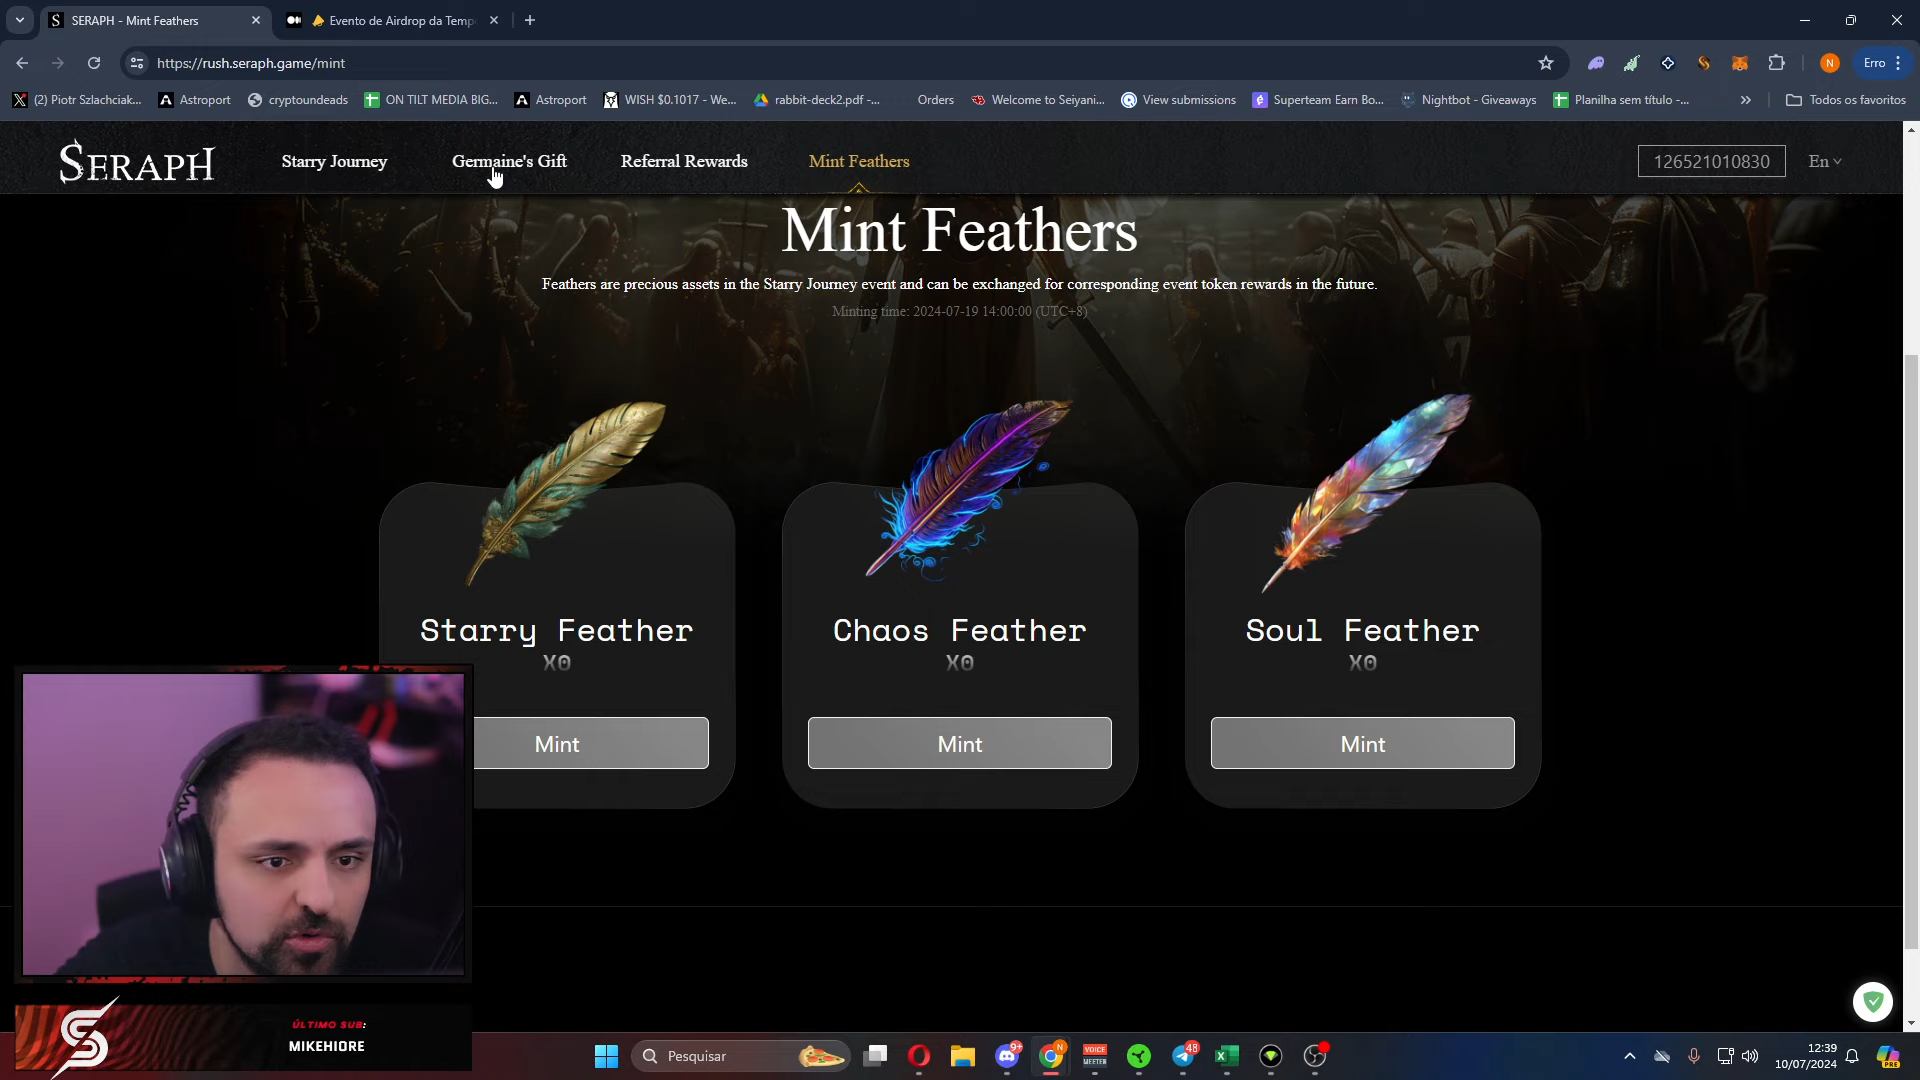 SERAPH - Mint Feathers
Evento de Airdrop da Temp
https://rush.seraph.game/mint
Erro
(2) Piotr Szlachciak...
Astroport
cryptoundeads
ON TILT MEDIA BIG...
Astroport
WISH $0.1017 - We...
rabbit-deck2.pdf -...
Orders
Welcome to Seiyani...
View submissions
Superteam Earn Bo...
Nightbot - Giveaways
Planilha sem título -...
Todos os favoritos
SERAPH
Starry Journey
Germaine's Gift
Referral Rewards
Mint Feathers
126521010830
En
Mint Feathers
Feathers are precious assets in the Starry Journey event and can be exchanged for corresponding event token rewards in the future.
Minting time: 2024-07-19 14:00:00 (UTC+8)
Starry Feather
X0
Mint
Chaos Feather
X0
Mint
Soul Feather
X0
Mint
ÚLTIMO SUB:
MIKEHIORE
Pesquisar
9+
N
VOICE
MEETER
48
12:39
10/07/2024
PRE